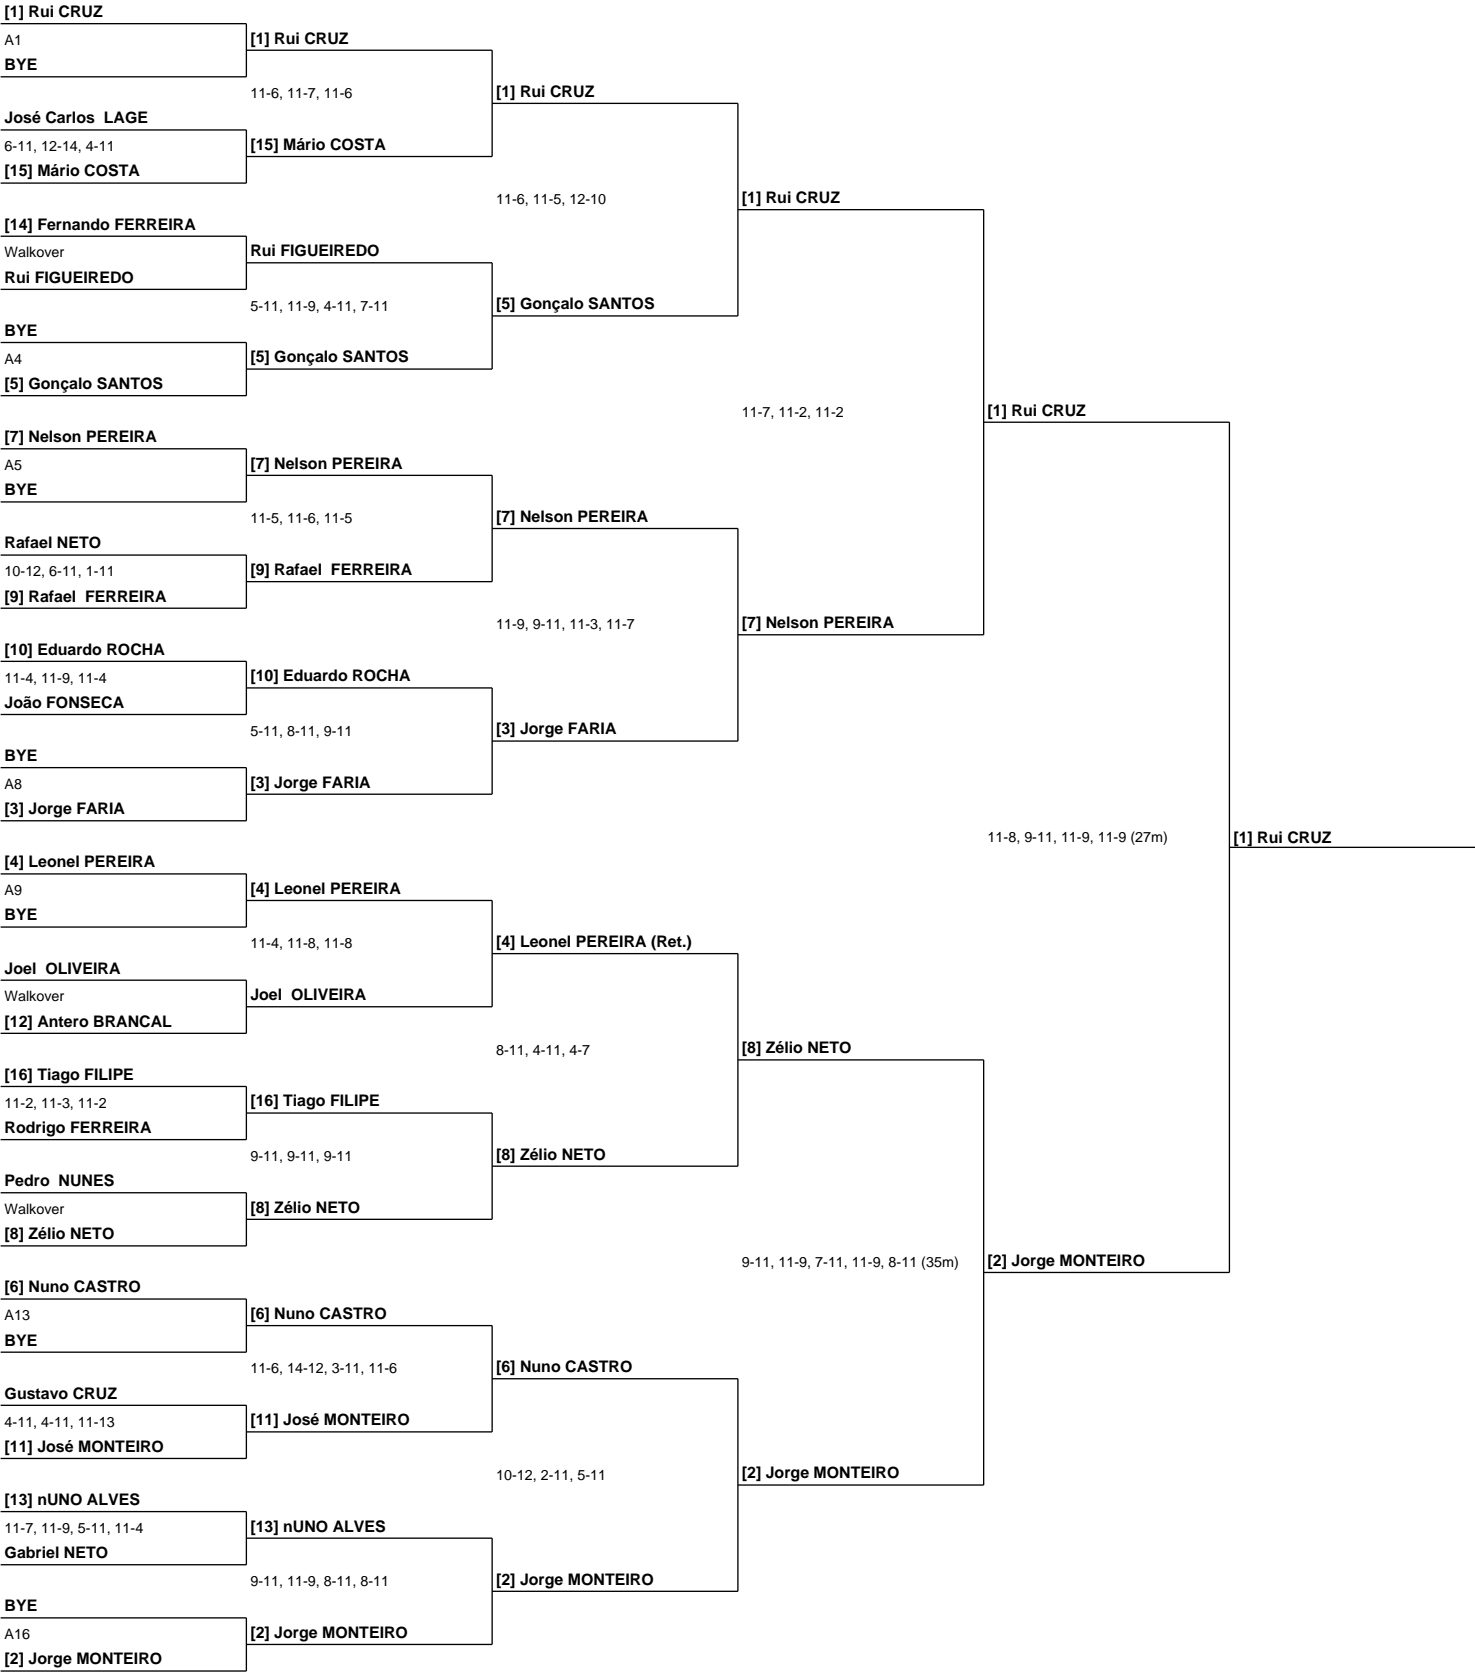 [1] Rui CRUZ
A1
BYE
José Carlos  LAGE
6-11, 12-14, 4-11
[15] Mário COSTA
[14] Fernando FERREIRA
Walkover
Rui FIGUEIREDO
BYE
A4
[5] Gonçalo SANTOS
[7] Nelson PEREIRA
A5
BYE
Rafael NETO
10-12, 6-11, 1-11
[9] Rafael  FERREIRA
[10] Eduardo ROCHA
11-4, 11-9, 11-4
João FONSECA
BYE
A8
[3] Jorge FARIA
[4] Leonel PEREIRA
A9
BYE
Joel  OLIVEIRA
Walkover
[12] Antero BRANCAL
[16] Tiago FILIPE
11-2, 11-3, 11-2
Rodrigo FERREIRA
Pedro  NUNES
Walkover
[8] Zélio NETO
[6] Nuno CASTRO
A13
BYE
Gustavo CRUZ
4-11, 4-11, 11-13
[11] José MONTEIRO
[13] nUNO ALVES
11-7, 11-9, 5-11, 11-4
Gabriel NETO
BYE
A16
[2] Jorge MONTEIRO
[1] Rui CRUZ
11-6, 11-7, 11-6
[15] Mário COSTA
Rui FIGUEIREDO
5-11, 11-9, 4-11, 7-11
[5] Gonçalo SANTOS
[7] Nelson PEREIRA
11-5, 11-6, 11-5
[9] Rafael  FERREIRA
[10] Eduardo ROCHA
5-11, 8-11, 9-11
[3] Jorge FARIA
[4] Leonel PEREIRA
11-4, 11-8, 11-8
Joel  OLIVEIRA
[16] Tiago FILIPE
9-11, 9-11, 9-11
[8] Zélio NETO
[6] Nuno CASTRO
11-6, 14-12, 3-11, 11-6
[11] José MONTEIRO
[13] nUNO ALVES
9-11, 11-9, 8-11, 8-11
[2] Jorge MONTEIRO
[1] Rui CRUZ
11-6, 11-5, 12-10
[5] Gonçalo SANTOS
[7] Nelson PEREIRA
11-9, 9-11, 11-3, 11-7
[3] Jorge FARIA
[4] Leonel PEREIRA (Ret.)
8-11, 4-11, 4-7
[8] Zélio NETO
[6] Nuno CASTRO
10-12, 2-11, 5-11
[2] Jorge MONTEIRO
[1] Rui CRUZ
11-7, 11-2, 11-2
[7] Nelson PEREIRA
[8] Zélio NETO
9-11, 11-9, 7-11, 11-9, 8-11 (35m)
[2] Jorge MONTEIRO
[1] Rui CRUZ
11-8, 9-11, 11-9, 11-9 (27m)
[2] Jorge MONTEIRO
[1] Rui CRUZ